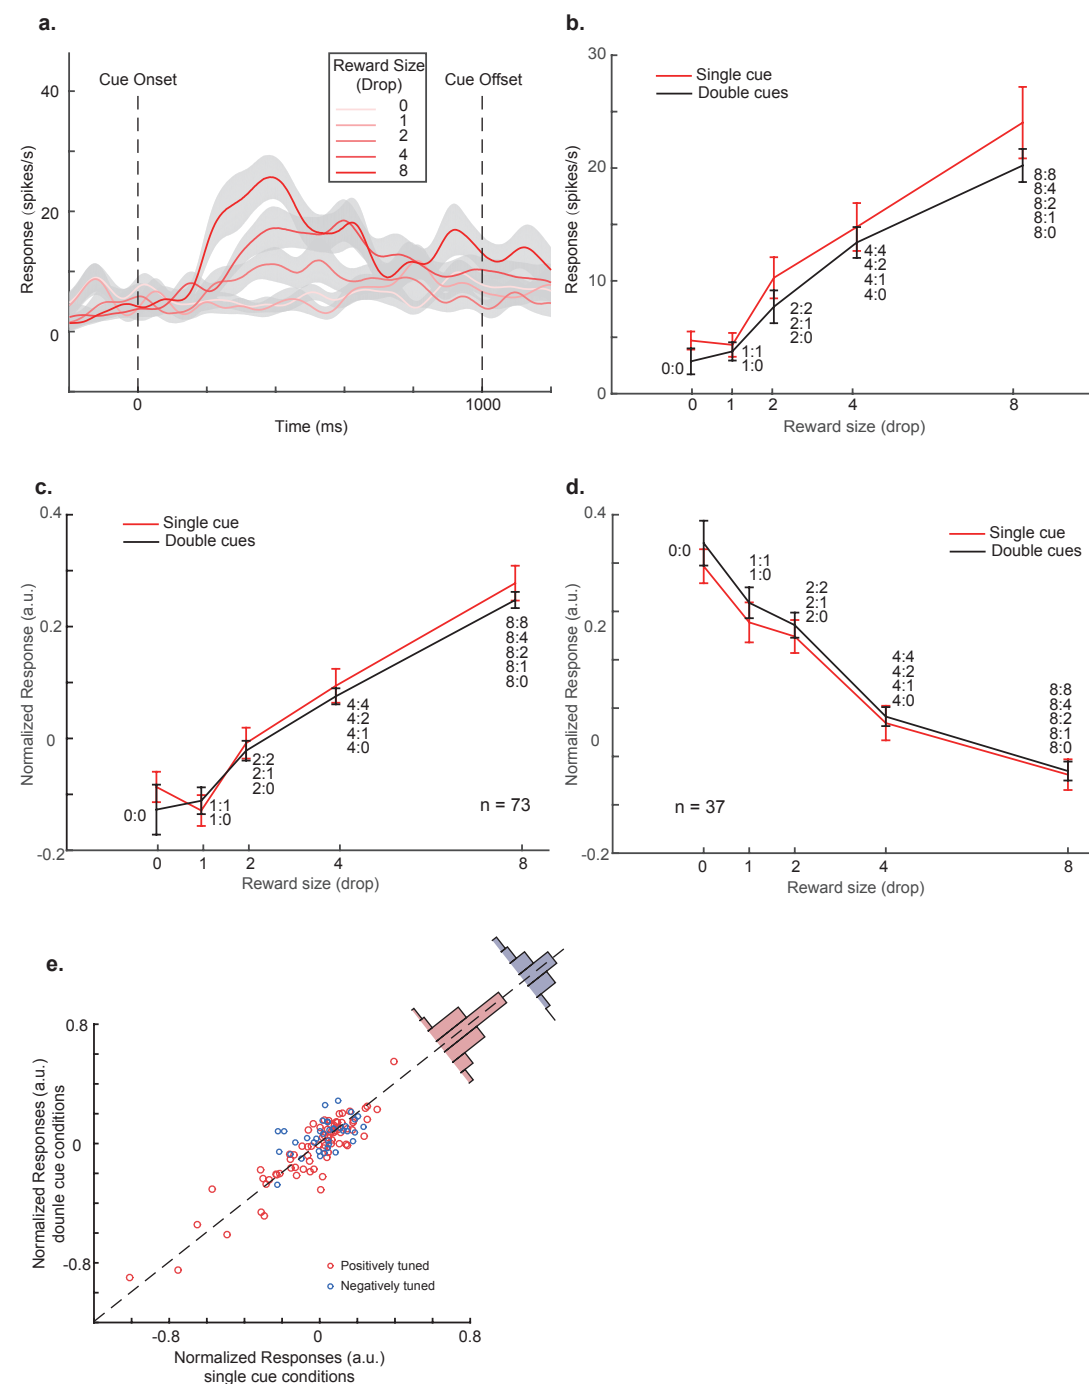 a.
Cue Onset
Reward Size
(Drop)
0
1
2
4
8
Cue Offset
40
20
0
Response (spikes/s)
0
1000
Time (ms)
b.
30
20
10
0
Response (spikes/s)
Single cue
Double cues
0:0
1:1
1:0
2:2
2:1
2:0
4:4
4:2
4:1
4:0
8:8
8:4
8:2
8:1
8:0
0
1
2
4
8
Reward size (drop)
c.
0.4
0.2
0
-0.2
Normalized Response (a.u.)
Single cue
Double cues
0:0
1:1
1:0
2:2
2:1
2:0
4:4
4:2
4:1
4:0
8:8
8:4
8:2
8:1
8:0
n = 73
0
1
2
4
8
Reward size (drop)
d.
0.4
0.2
0
-0.2
Normalized Response (a.u.)
Single cue
Double cues
0:0
1:1
1:0
2:2
2:1
2:0
4:4
4:2
4:1
4:0
8:8
8:4
8:2
8:1
8:0
n = 37
0
1
2
4
8
Reward size (drop)
e.
0.8
0
-0.8
Normalized Responses (a.u.)
dounle cue conditions
Positively tuned
Negatively tuned
-0.8
0
0.8
Normalized Responses (a.u.)
single cue conditions